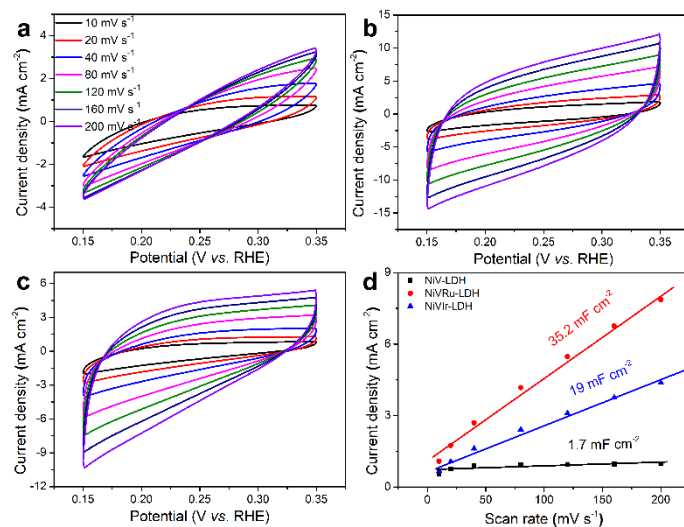 a
10 mV s⁻¹
20 mV s⁻¹
40 mV s⁻¹
80 mV s⁻¹
120 mV s⁻¹
160 mV s⁻¹
200 mV s⁻¹
4
2
0
-2
-4
Current density (mA cm⁻²)
0.15 0.20 0.25 0.30 0.35
Potential (V vs. RHE)
b
15
10
5
0
-5
-10
-15
Current density (mA cm⁻²)
0.15 0.20 0.25 0.30 0.35
Potential (V vs. RHE)
c
6
3
0
-3
-6
-9
-12
Current density (mA cm⁻²)
0.15 0.20 0.25 0.30 0.35
Potential (V vs. RHE)
d
NiV-LDH
NiVRu-LDH
NiVIr-LDH
35.2 mF cm⁻²
19 mF cm⁻²
1.7 mF cm⁻²
9
6
3
0
Current density (mA cm⁻²)
0 50 100 150 200
Scan rate (mV s⁻¹)